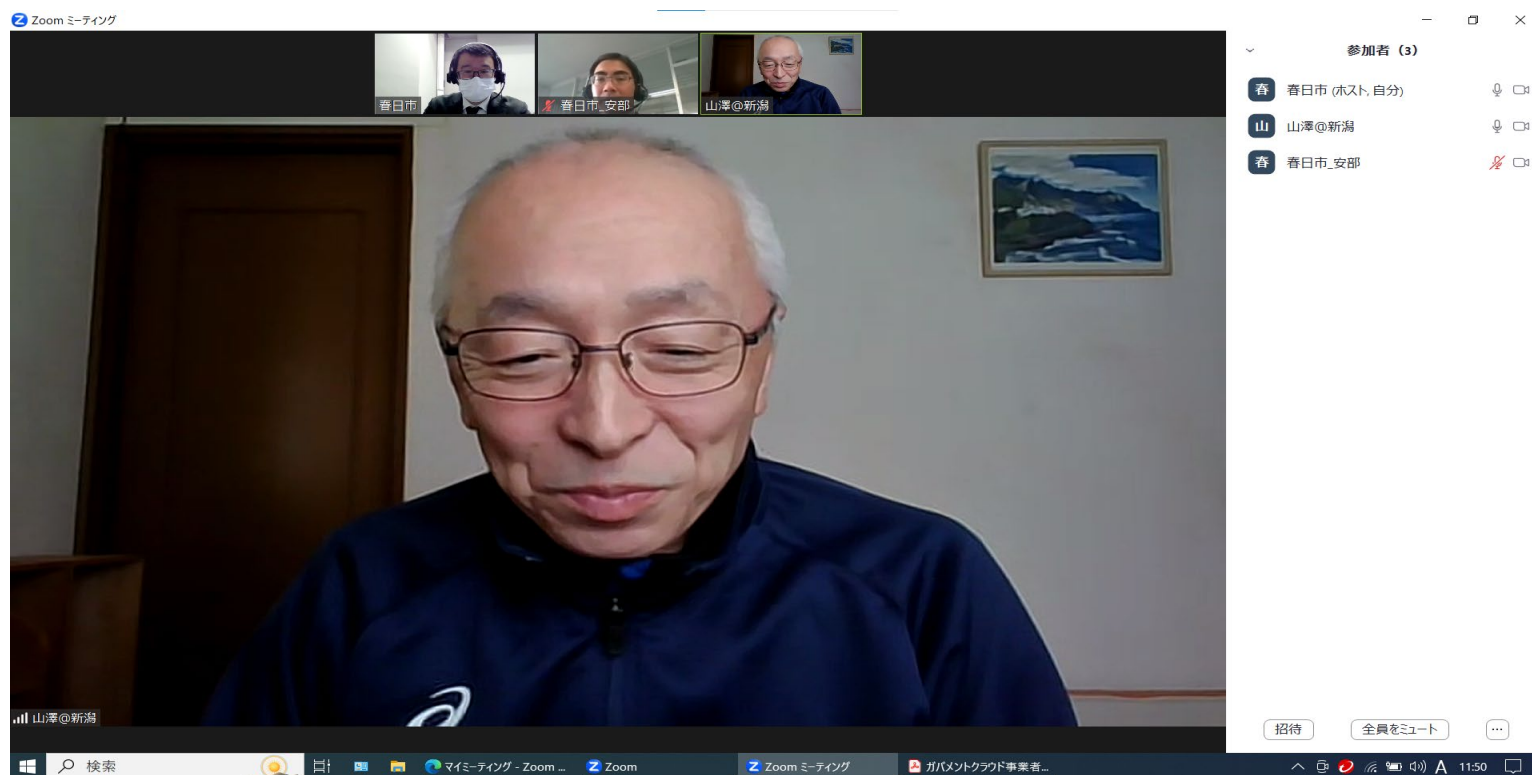 Zoom ミーティング
春日市
春日市_安部
山澤@新潟
山澤@新潟
参加者 (3)
春 春日市 (ホスト, 自分)
山 山澤@新潟
春 春日市_安部
招待
全員をミュート
...
検索
マイミーティング - Zoom ...
Zoom
Zoom ミーティング
ガバメントクラウド事業者...
A
11:50